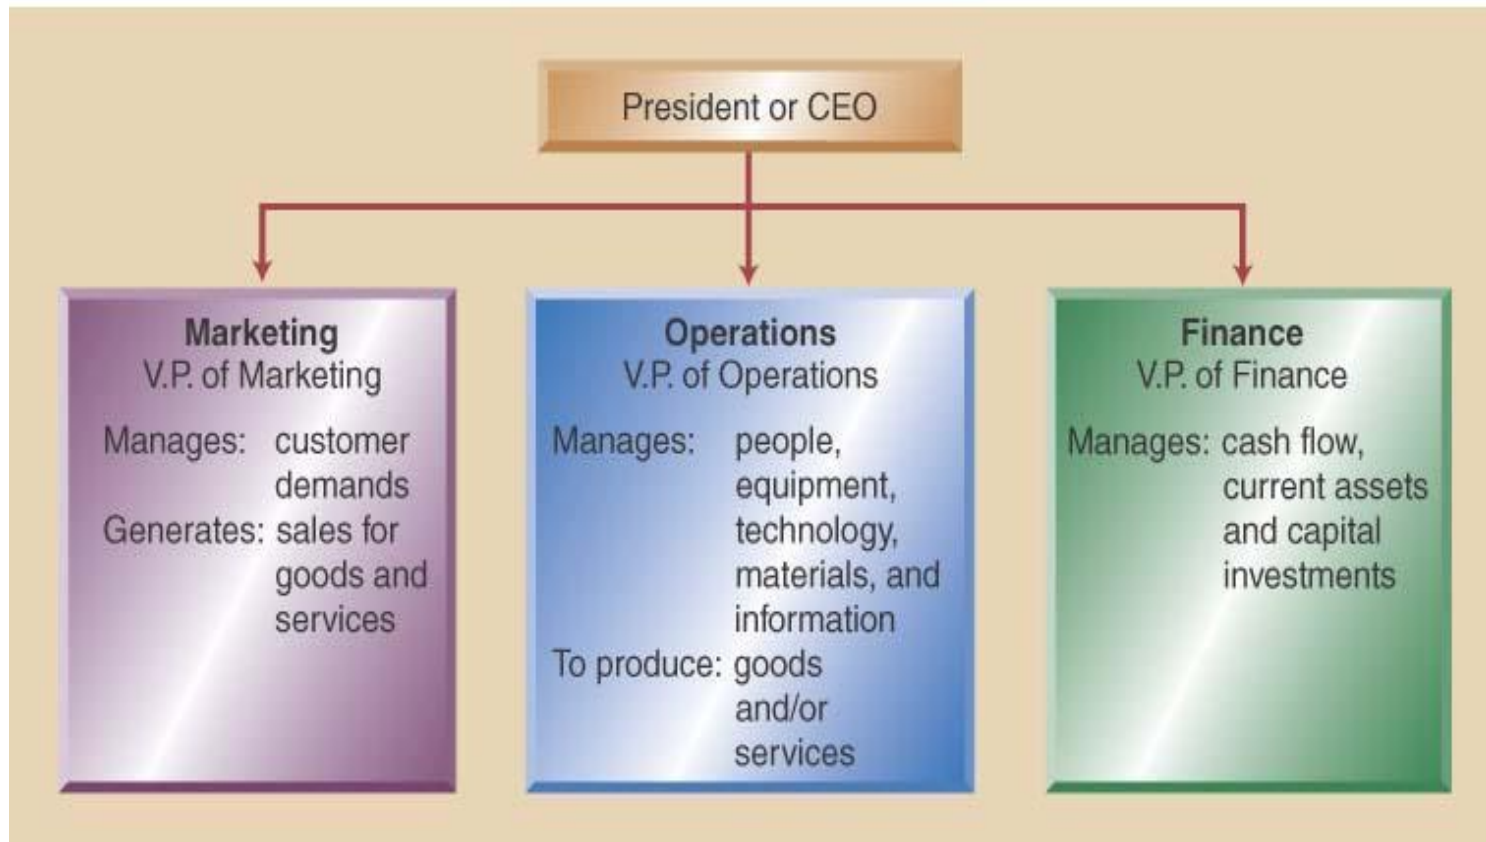 President or CEO
Marketing
V.P. of Marketing
Manages: customer
demands
Generates: sales for
goods and
services
Operations
V.P. of Operations
Manages: people,
equipment,
technology,
materials, and
information
To produce: goods
and/or
services
Finance
V.P. of Finance
Manages: cash flow,
current assets
and capital
investments